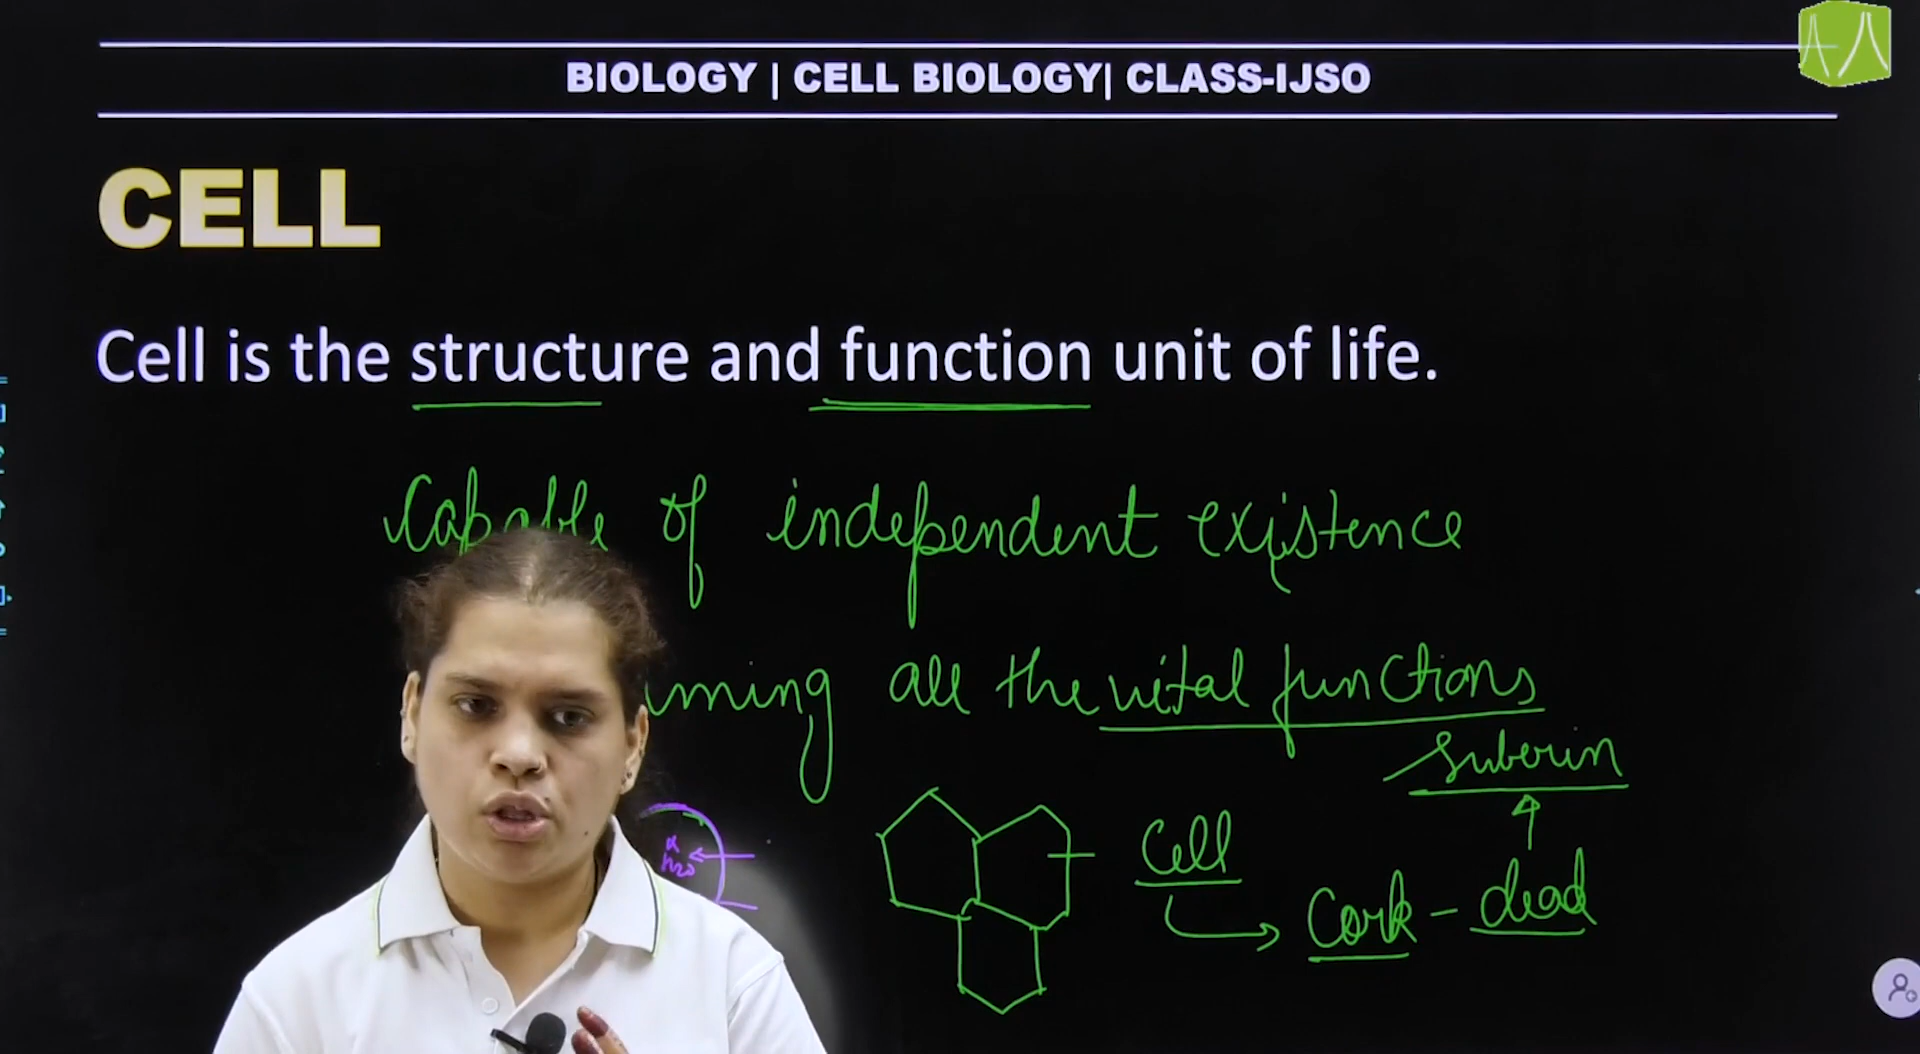 BIOLOGY | CELL BIOLOGY| CLASS-IJSO
CELL
Cell is the structure and function unit of life.
Capable of independent existence
all the vital functions
suberin
Cell
Cork - dead